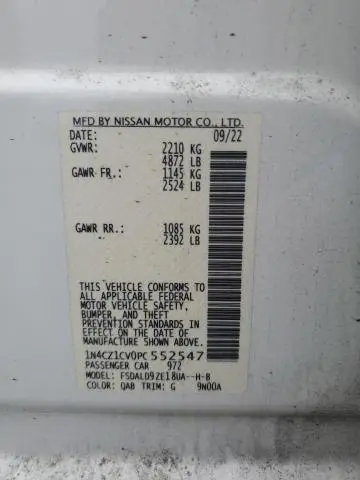 MFD BY NISSAN MOTOR CO., LTD.
DATE: 09/22
GVWR: 2210 KG
4872 LB
GAWR FR.: 1145 KG
2524 LB
GAWR RR.: 1085 KG
2392 LB
THIS VEHICLE CONFORMS TO
ALL APPLICABLE FEDERAL
MOTOR VEHICLE SAFETY,
BUMPER, AND THEFT
PREVENTION STANDARDS
IN EFFECT ON THE DATE OF
MANUFACTURE SHOWN ABOVE.
1N4CZ1CV0PC552547
PASSENGER CAR 972
MODEL: FSDALD9ZE18UA--H-B
COLOR: QAB TRIM: G 9N00A